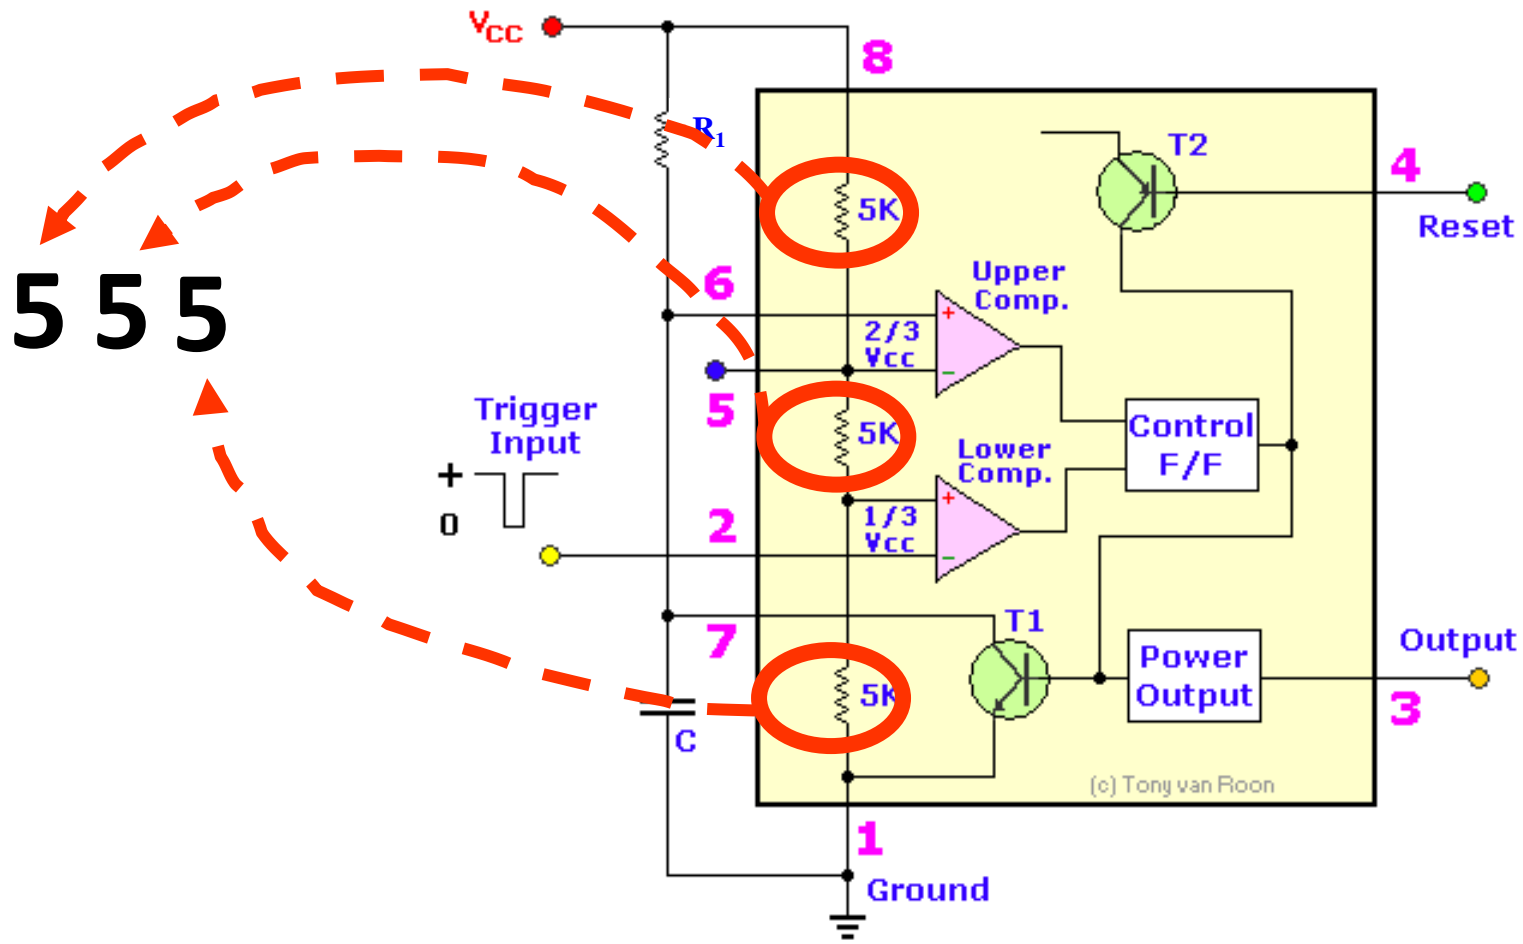 VCC
8
R1
T2
4
5K
Reset
Upper
Comp.
6
+
2/3
Vcc
−
5 5 5
5
Trigger
Input
5K
Control
F/F
Lower
Comp.
+
0
2
+
1/3
Vcc
−
T1
7
Output
Power
Output
5K
3
C
(c) Tony van Roon
1
Ground